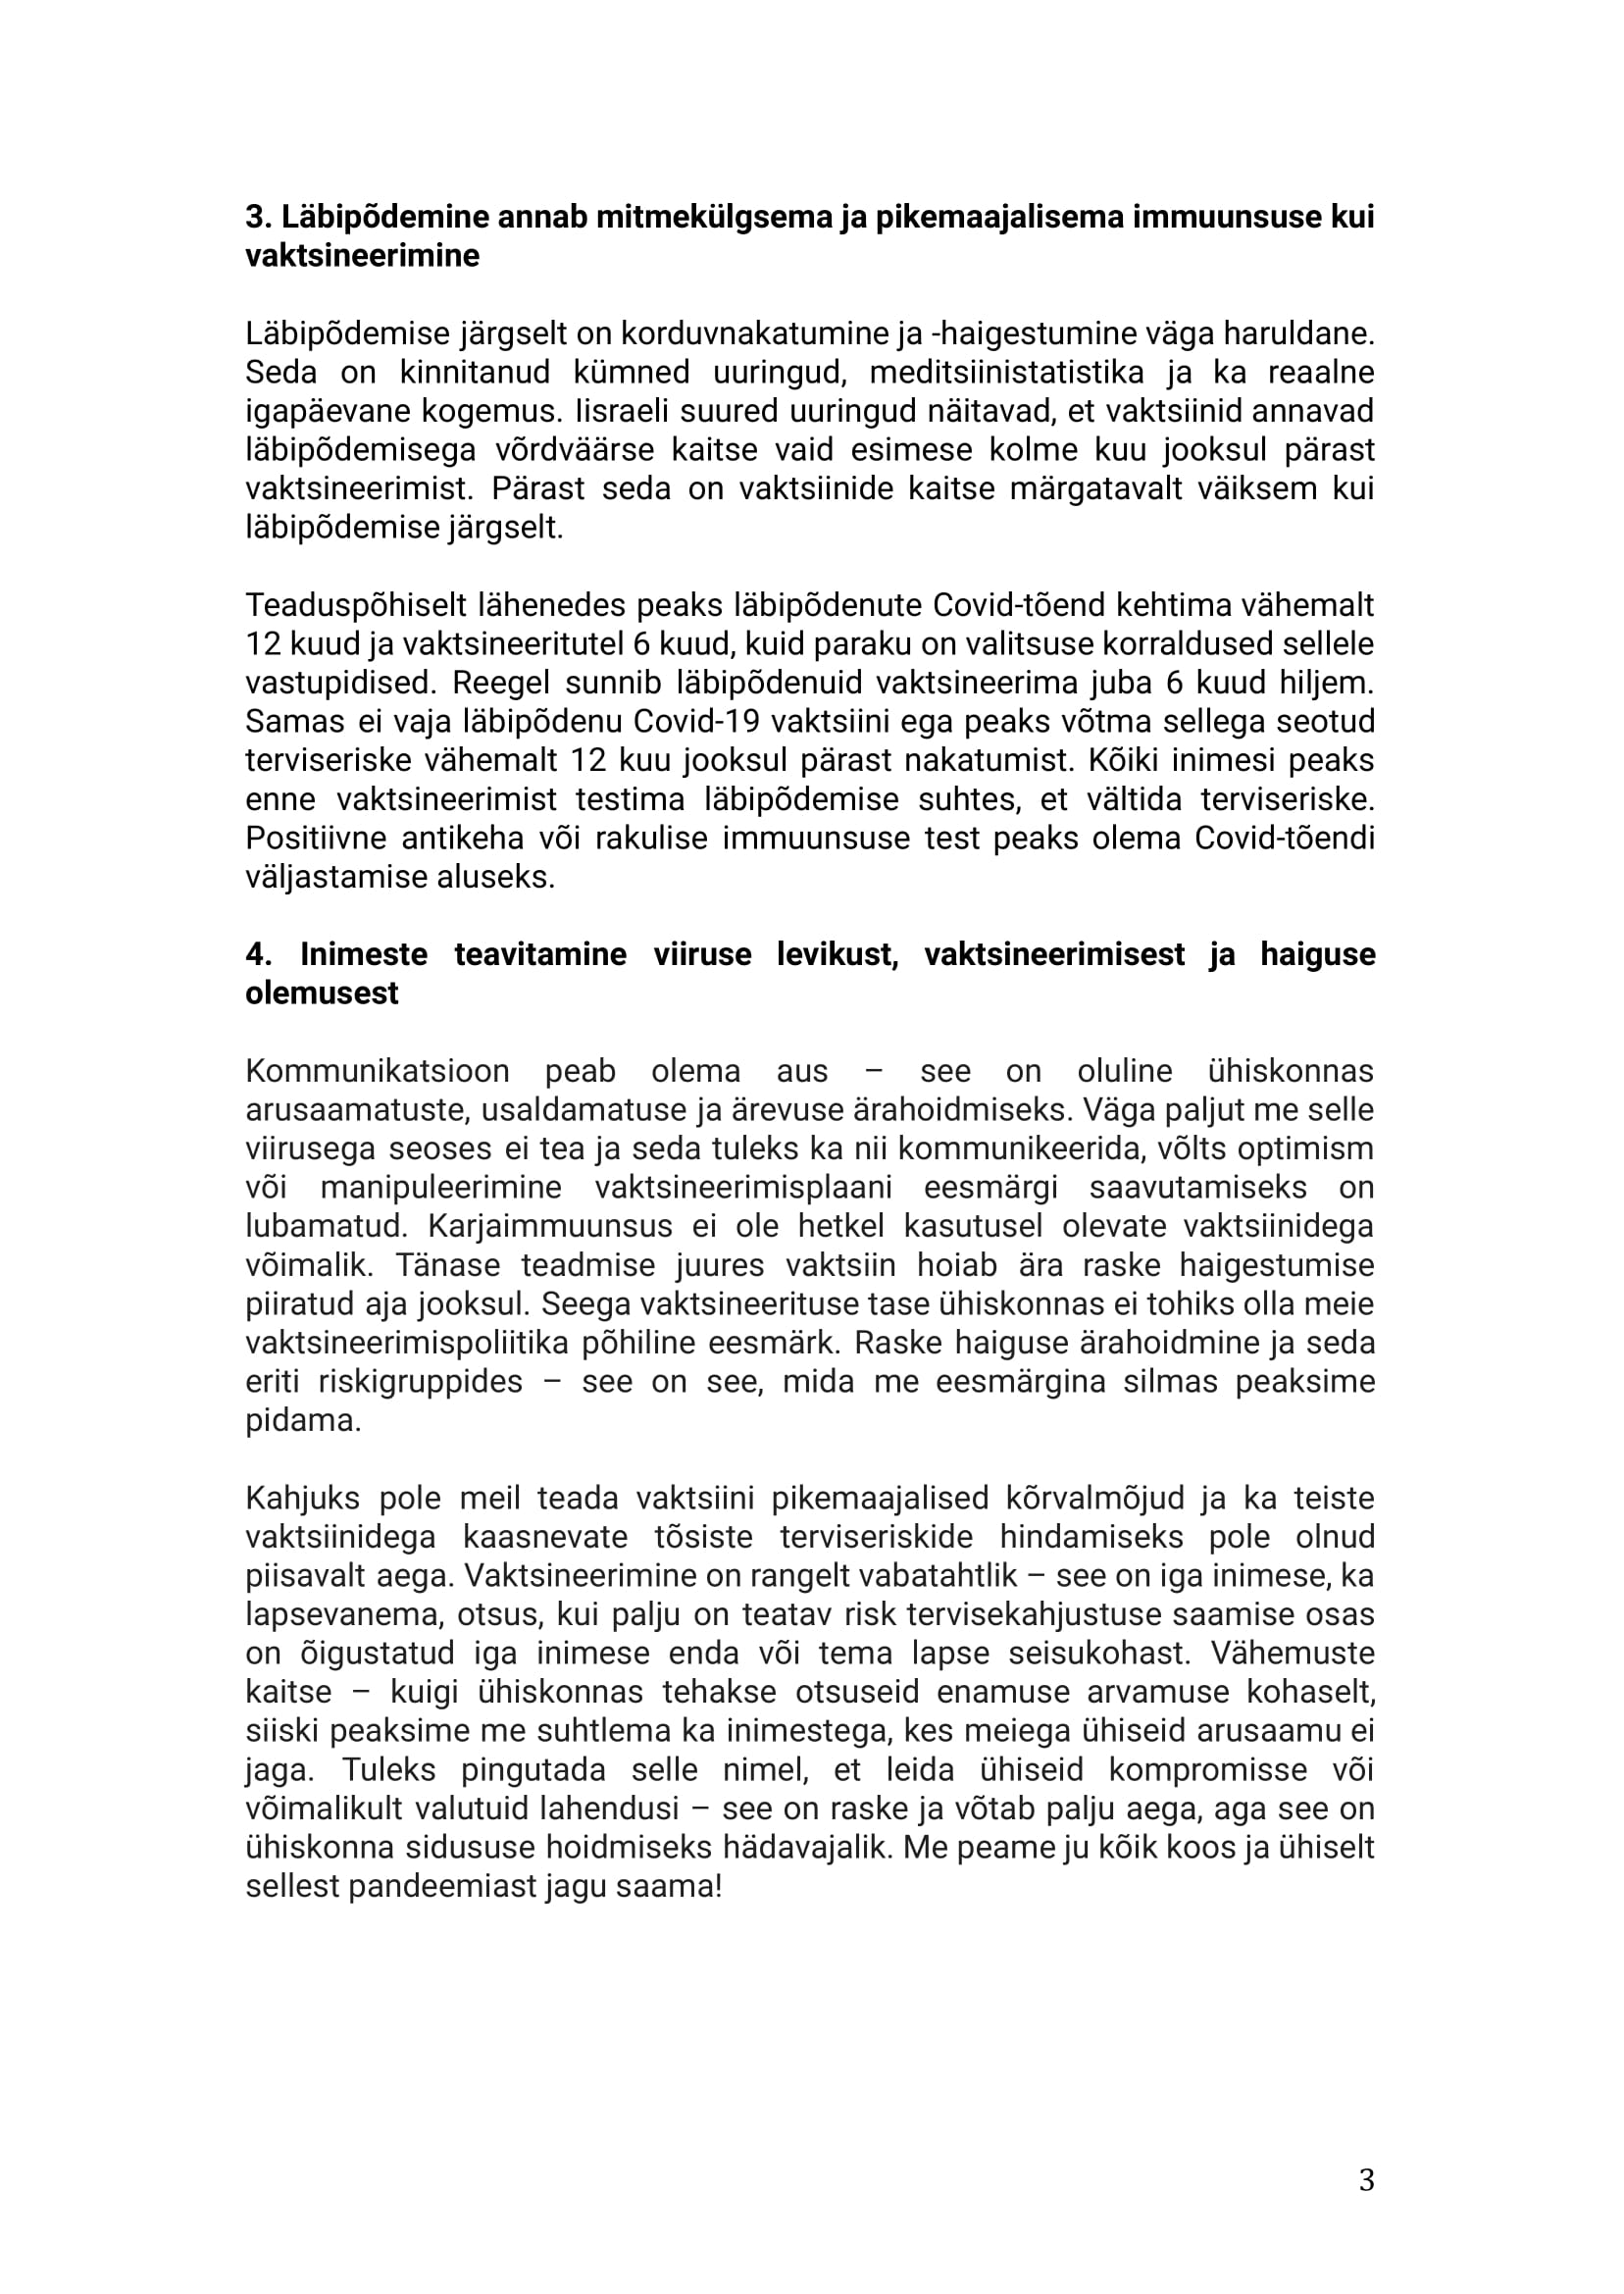 3. Läbipõdemine annab mitmekülgsema ja pikemaajalisema immuunsuse kui
vaktsineerimine
Läbipõdemise järgselt on korduvnakatumine ja -haigestumine väga haruldane.
Seda on kinnitanud kümned uuringud, meditsiinistatistika ja ka reaalne
igapäevane kogemus. Iisraeli suured uuringud näitavad, et vaktsiinid annavad
läbipõdemisega võrdväärse kaitse vaid esimese kolme kuu jooksul pärast
vaktsineerimist. Pärast seda on vaktsiinide kaitse märgatavalt väiksem kui
läbipõdemise järgselt.
Teaduspõhiselt lähenedes peaks läbipõdenute Covid-tõend kehtima vähemalt
12 kuud ja vaktsineeritutel 6 kuud, kuid paraku on valitsuse korraldused sellele
vastupidised. Reegel sunnib läbipõdenuid vaktsineerima juba 6 kuud hiljem.
Samas ei vaja läbipõdenu Covid-19 vaktsiini ega peaks võtma sellega seotud
terviseriske vähemalt 12 kuu jooksul pärast nakatumist. Kõiki inimesi peaks
enne vaktsineerimist testima läbipõdemise suhtes, et vältida terviseriske.
Positiivne antikeha või rakulise immuunsuse test peaks olema Covid-tõendi
väljastamise aluseks.
4. Inimeste teavitamine viiruse levikust, vaktsineerimisest ja haiguse
olemusest
Kommunikatsioon peab olema aus – see on oluline ühiskonnas
arusaamatuste, usaldamatuse ja ärevuse ärahoidmiseks. Väga paljut me selle
viirusega seoses ei tea ja seda tuleks ka nii kommunikeerida, võlts optimism
või manipuleerimine vaktsineerimisplaani eesmärgi saavutamiseks on
lubamatud. Karjaimmuunsus ei ole hetkel kasutusel olevate vaktsiinidega
võimalik. Tänase teadmise juures vaktsiin hoiab ära raske haigestumise
piiratud aja jooksul. Seega vaktsineerituse tase ühiskonnas ei tohiks olla meie
vaktsineerimispoliitika põhiline eesmärk. Raske haiguse ärahoidmine ja seda
eriti riskigruppides – see on see, mida me eesmärgina silmas peaksime
pidama.
Kahjuks pole meil teada vaktsiini pikemaajalised kõrvalmõjud ja ka teiste
vaktsiinidega kaasnevate tõsiste terviseriskide hindamiseks pole olnud
piisavalt aega. Vaktsineerimine on rangelt vabatahtlik – see on iga inimese, ka
lapsevanema, otsus, kui palju on teatav risk tervisekahjustuse saamise osas
on õigustatud iga inimese enda või tema lapse seisukohast. Vähemuste
kaitse – kuigi ühiskonnas tehakse otsuseid enamuse arvamuse kohaselt,
siiski peaksime me suhtlema ka inimestega, kes meiega ühiseid arusaamu ei
jaga. Tuleks pingutada selle nimel, et leida ühiseid kompromisse või
võimalikult valutuid lahendusi – see on raske ja võtab palju aega, aga see on
ühiskonna sidususe hoidmiseks hädavajalik. Me peame ju kõik koos ja ühiselt
sellest pandeemiast jagu saama!
3